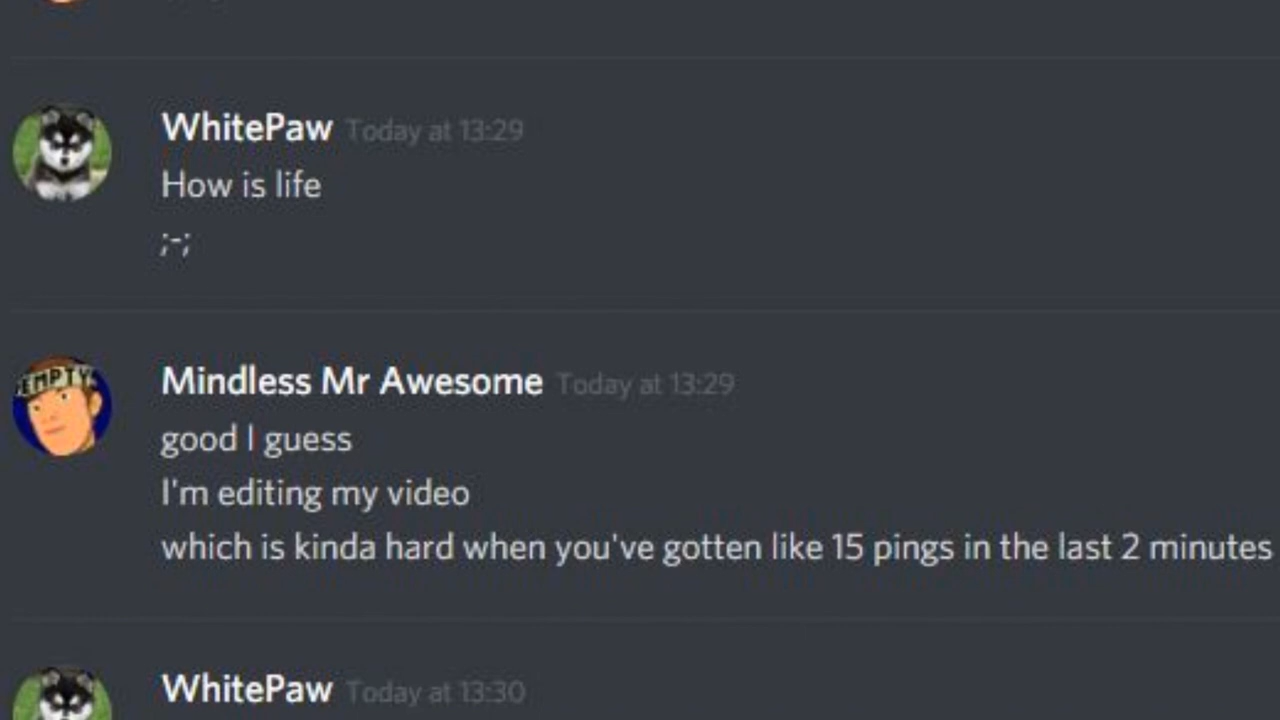 WhitePaw Today at 13:29
How is life
;-;
EMPTY
Mindless Mr Awesome Today at 13:29
good I guess
I'm editing my video
which is kinda hard when you've gotten like 15 pings in the last 2 minutes
WhitePaw Today at 13:30